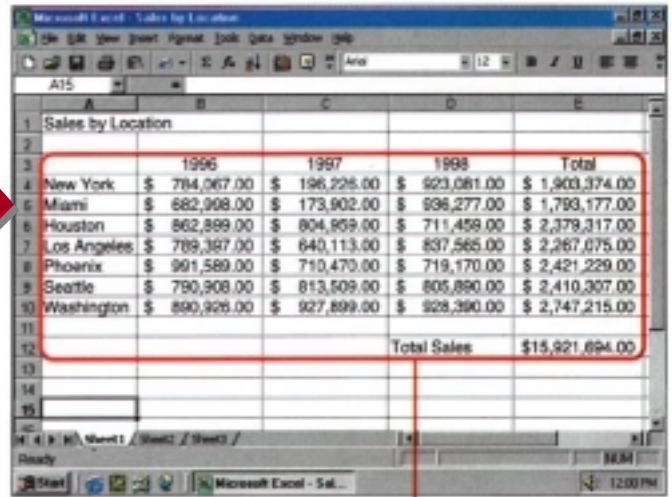 Microsoft Excel - Sales by Location
File Edit View Insert Format Tools Data Window Help
Arial 12 B I U
A15 =
A B C D E
1 Sales by Location
2
3 1996 1997 1998 Total
4 New York $ 784,067.00 $ 196,226.00 $ 923,081.00 $ 1,903,374.00
5 Miami $ 682,998.00 $ 173,902.00 $ 936,277.00 $ 1,793,177.00
6 Houston $ 862,899.00 $ 804,959.00 $ 711,459.00 $ 2,379,317.00
7 Los Angeles $ 789,397.00 $ 640,113.00 $ 837,565.00 $ 2,267,075.00
8 Phoenix $ 991,589.00 $ 710,470.00 $ 719,170.00 $ 2,421,229.00
9 Seattle $ 790,908.00 $ 813,509.00 $ 805,890.00 $ 2,410,307.00
10 Washington $ 890,926.00 $ 927,899.00 $ 928,390.00 $ 2,747,215.00
11
12 Total Sales $15,921,694.00
13
14
15
Sheet1 / Sheet2 / Sheet3 /
Ready NUM
Start Microsoft Excel - Sal... 12:00 PM